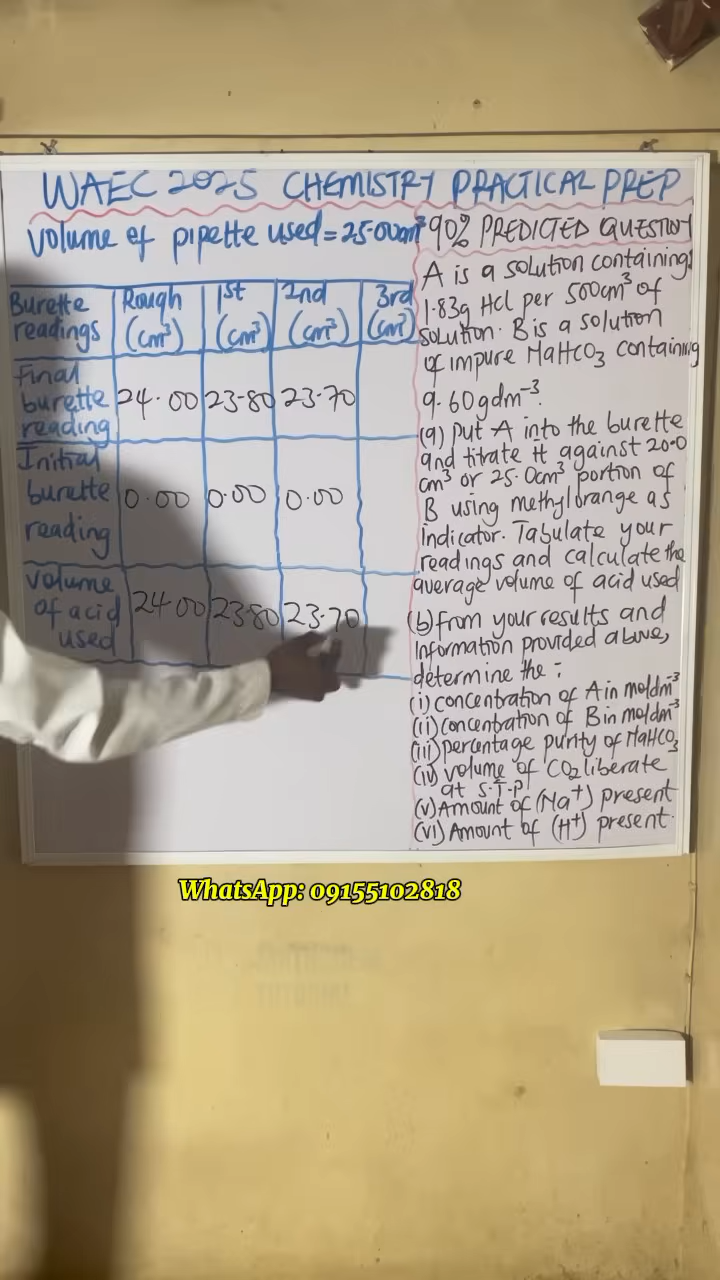 WAEC 2025 CHEMISTRY PRACTICAL PREP
Volume of pipette used = 25.00cm³
Burette readings
Rough (cm³)
1st (cm³)
2nd (cm³)
3rd (cm³)
Final burette reading
24.00
23.80
23.70
Initial burette reading
0.00
0.00
0.00
Volume of acid used
24.00
23.80
23.70
90% PREDICTED QUESTION
A is a solution containing
1.83g HCl per 500cm³ of
solution. B is a solution
of impure NaHCO₃ containing
9.60gdm⁻³.
(a) Put A into the burette
and titrate it against 20.0
cm³ or 25.0cm³ portion of
B using methyl orange as
indicator. Tabulate your
readings and calculate the
average volume of acid used
(b) From your results and
information provided above,
determine the:
(i) concentration of A in moldm⁻³
(ii) concentration of B in moldm⁻³
(iii) percentage purity of NaHCO₃
(iv) volume of CO₂ liberate
at S.T.P
(v) Amount of (Na⁺) present
(vi) Amount of (H⁺) present.
WhatsApp: 09155102818